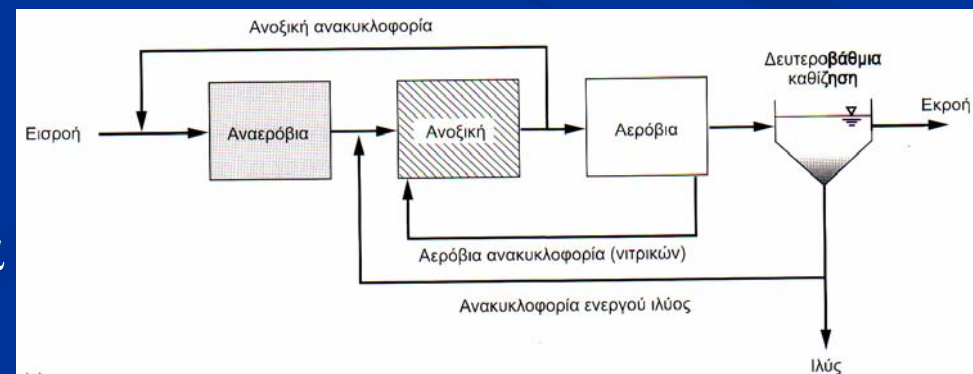 Ανοξική ανακυκλοφορία
Δευτεροβάθμια
καθίζηση
Εισροή
Αναερόβια
Ανοξική
Αερόβια
Εκροή
Αερόβια ανακυκλοφορία (νιτρικών)
Ανακυκλοφορία ενεργού ιλύος
Ιλύς